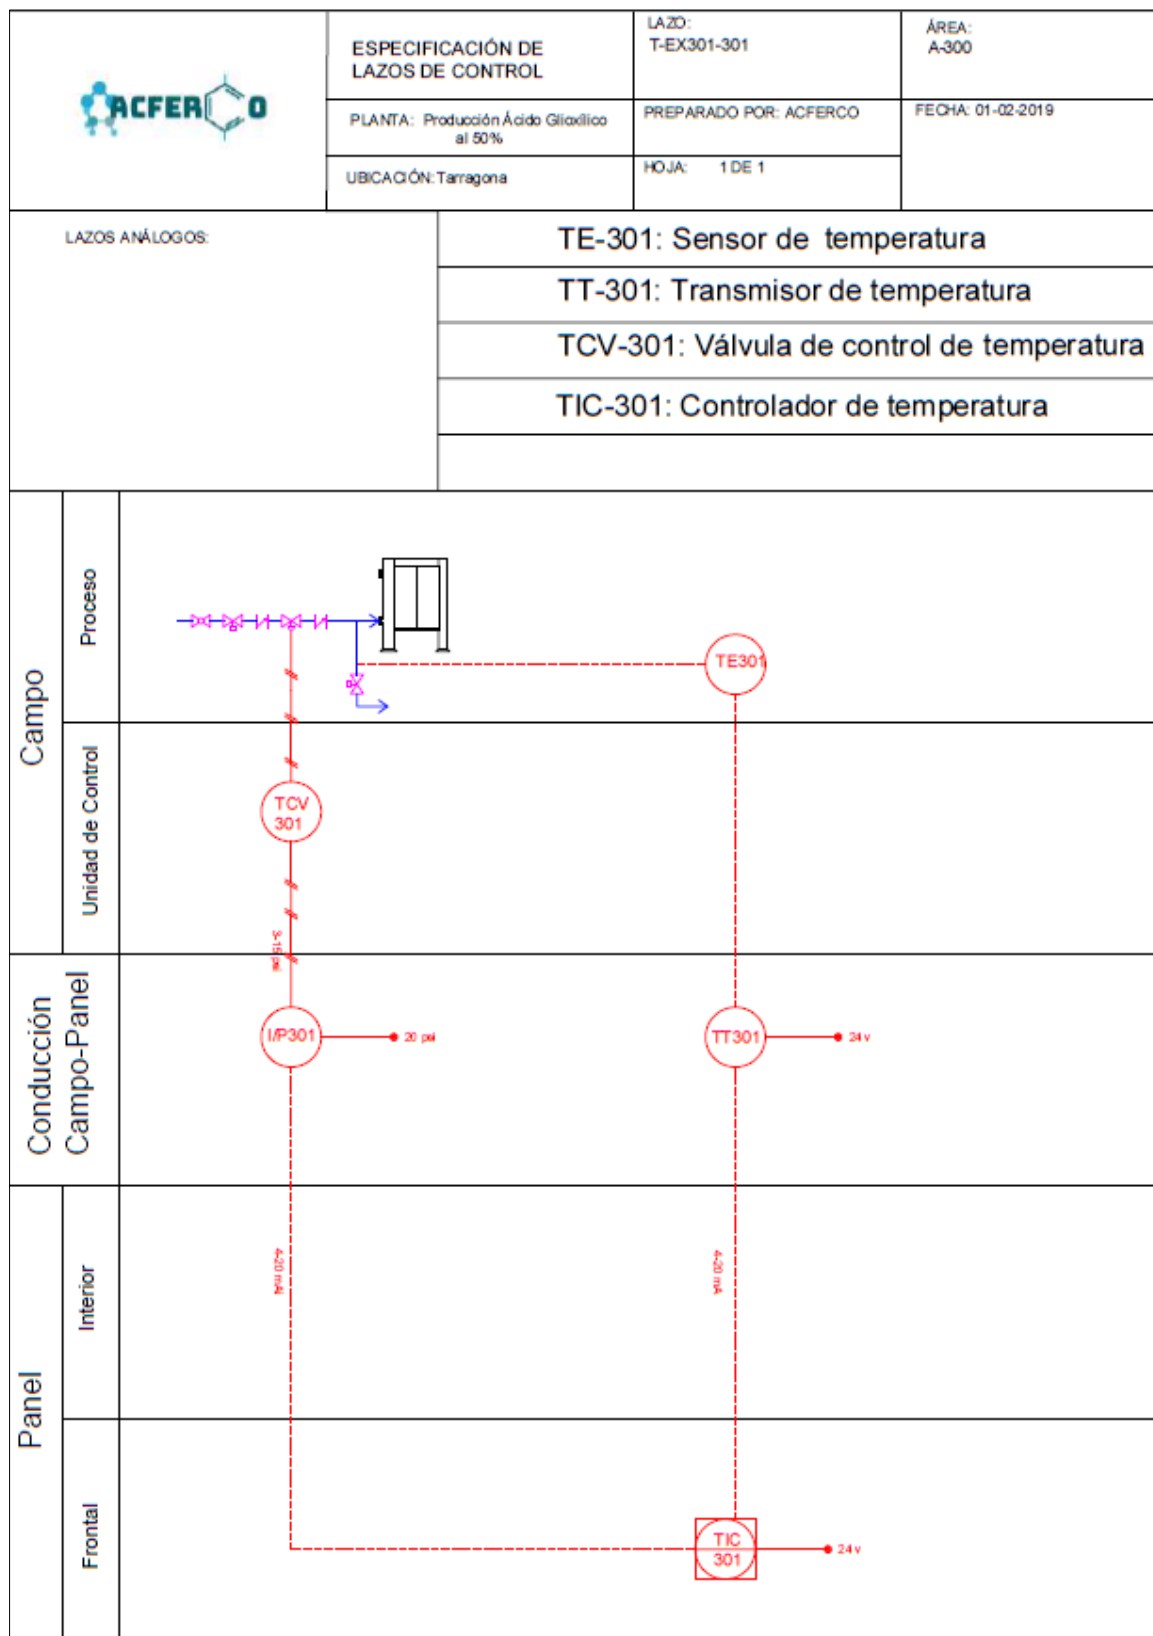 ACFERCO
ESPECIFICACIÓN DE
LAZOS DE CONTROL
LAZO:
T-EX301-301
ÁREA:
A-300
PLANTA: Producción Ácido Glioxílico
al 50%
PREPARADO POR: ACFERCO
FECHA: 01-02-2019
UBICACIÓN: Tarragona
HOJA: 1 DE 1
LAZOS ANÁLOGOS:
TE-301: Sensor de temperatura
TT-301: Transmisor de temperatura
TCV-301: Válvula de control de temperatura
TIC-301: Controlador de temperatura
Campo
Proceso
TE301
Unidad de Control
TCV
301
3-15 psi
Conducción
Campo-Panel
I/P301
20 psi
TT301
24 v
Panel
Interior
4-20 mA
4-20 mA
Frontal
TIC
301
24 v